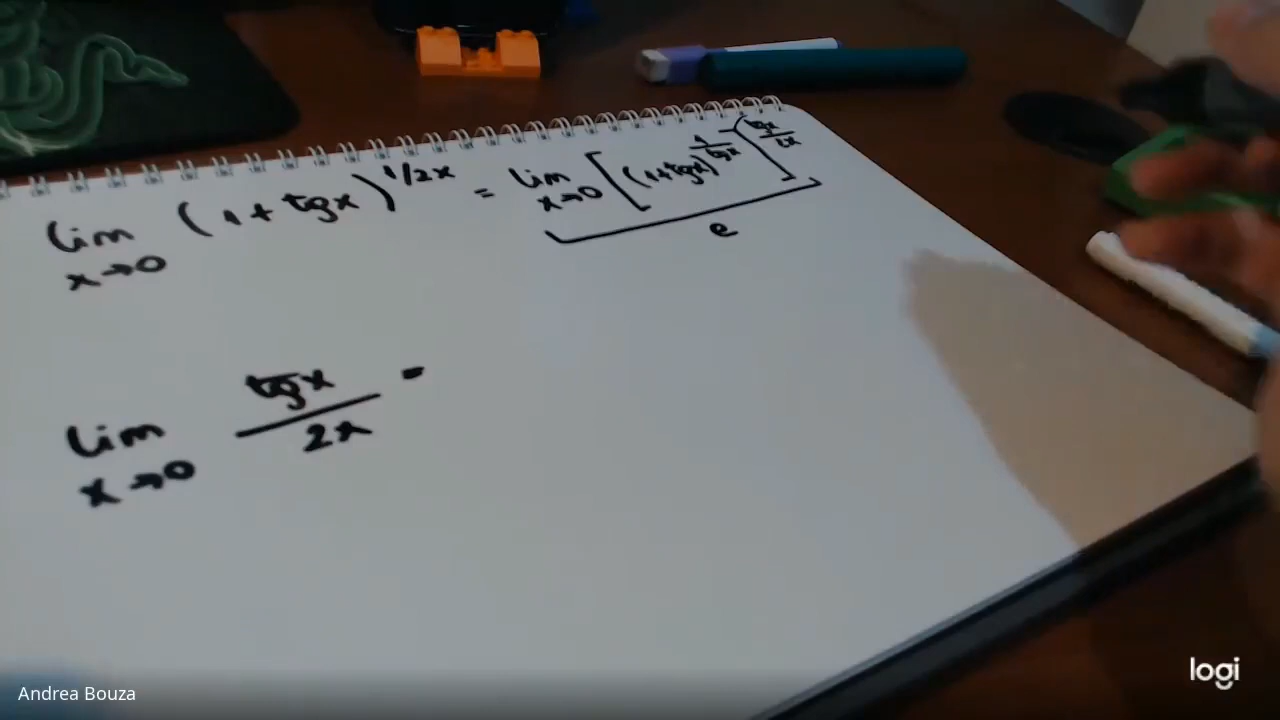 lim (1 + tgx)^1/2x = lim [(1+tgx)^1/tgx]^tgx/2x
x→0 x→0
e
lim tgx/2x =
x→0
Andrea Bouza
logi